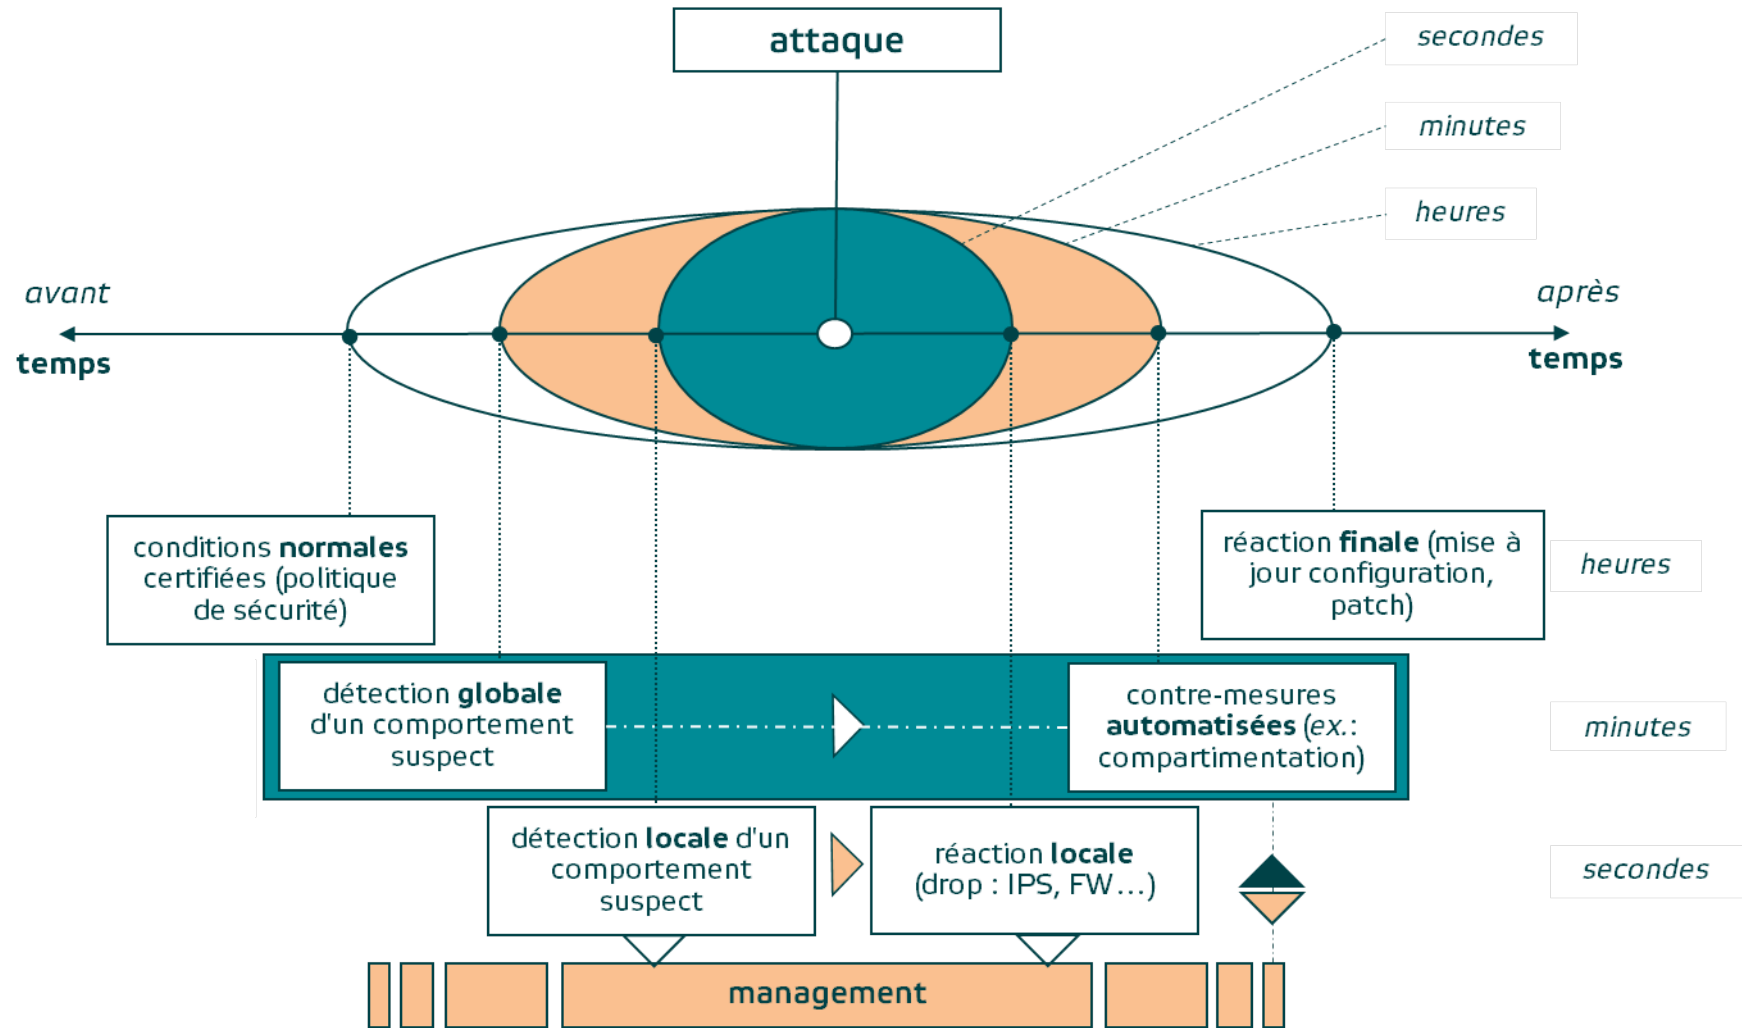 attaque
secondes
minutes
heures
avant
temps
après
temps
conditions normales
certifiées (politique
de sécurité)
réaction finale (mise à
jour configuration,
patch)
heures
détection globale
d'un comportement
suspect
contre-mesures
automatisées (ex.:
compartimentation)
minutes
détection locale d'un
comportement
suspect
réaction locale
(drop : IPS, FW...)
secondes
management